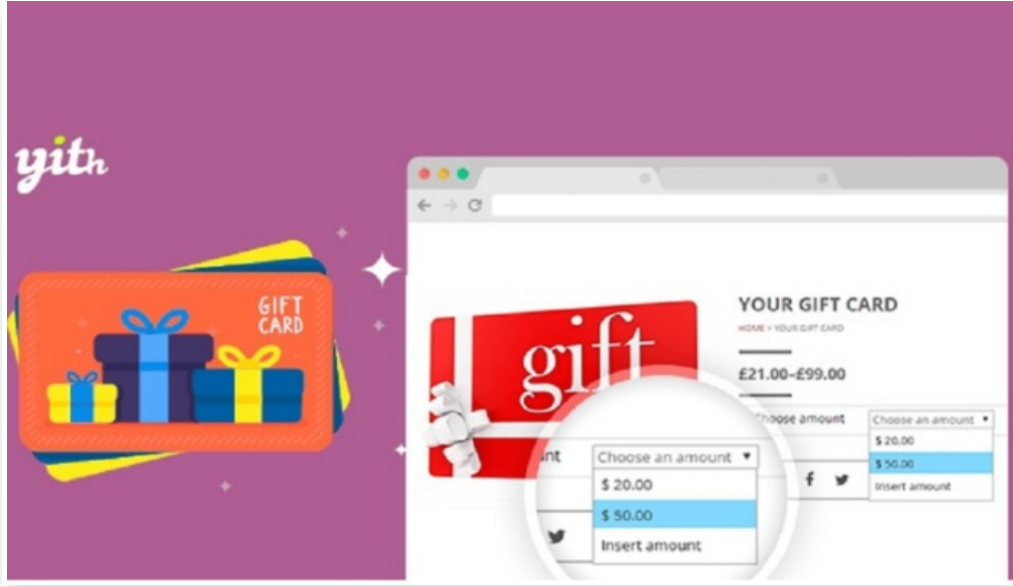 yith
GIFT
CARD
gift
YOUR GIFT CARD
HOME > YOUR GIFT CARD
£21.00–£99.00
Choose amount
Choose an amount ▼
$ 20.00
$ 50.00
Insert amount
f
nt
Choose an amount ▼
$ 20.00
$ 50.00
Insert amount